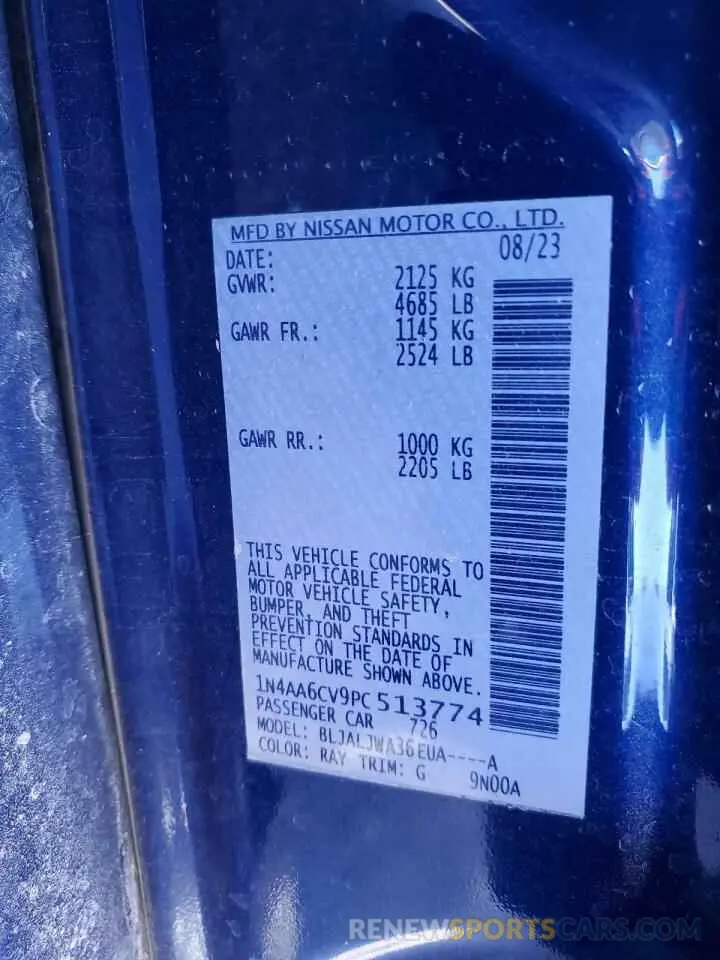 MFD BY NISSAN MOTOR CO., LTD.
DATE: 08/23
GVWR: 2125 KG
4685 LB
GAWR FR.: 1145 KG
2524 LB
GAWR RR.: 1000 KG
2205 LB
THIS VEHICLE CONFORMS TO
ALL APPLICABLE FEDERAL
MOTOR VEHICLE SAFETY,
BUMPER, AND THEFT
PREVENTION STANDARDS IN
EFFECT ON THE DATE OF
MANUFACTURE SHOWN ABOVE.
1N4AA6CV9PC513774
PASSENGER CAR 726
MODEL: BLJALJWA36EUA----A
COLOR: RAY TRIM: G 9N00A
RENEWSPORTSCARS.COM